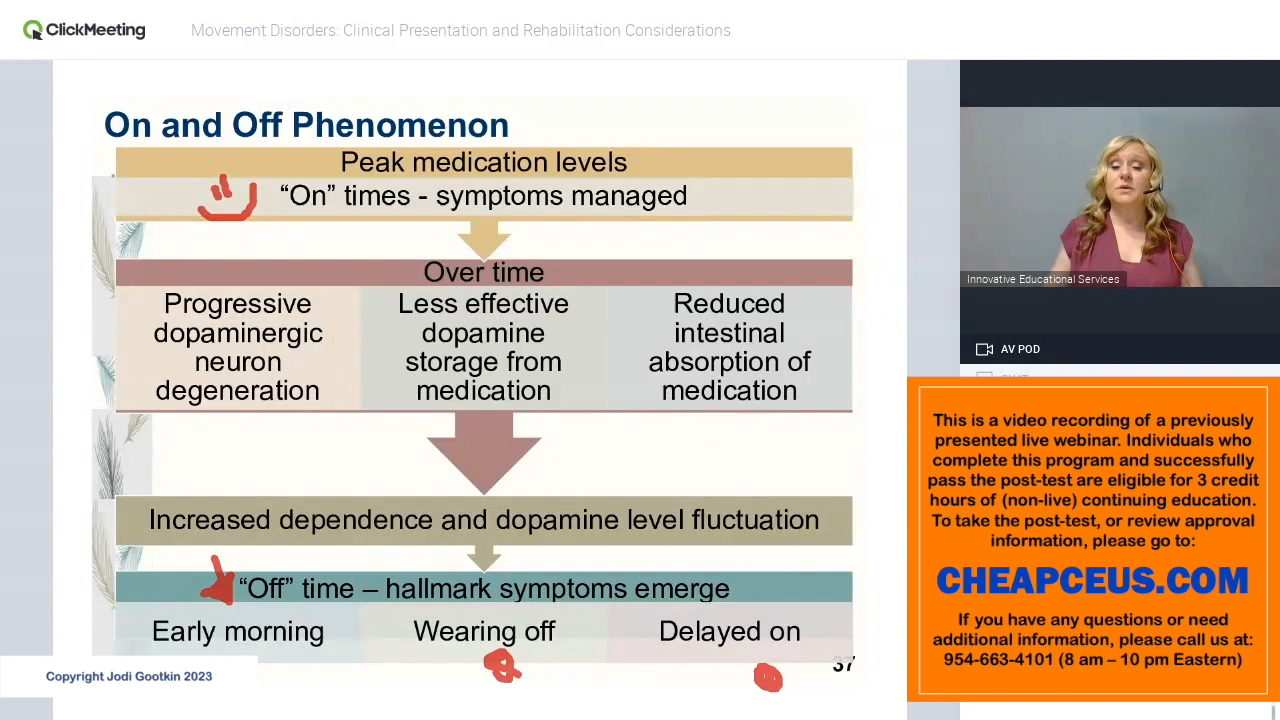 ClickMeeting
Movement Disorders: Clinical Presentation and Rehabilitation Considerations
On and Off Phenomenon
Peak medication levels
“On” times - symptoms managed
Over time
Progressive
dopaminergic
neuron
degeneration
Less effective
dopamine
storage from
medication
Reduced
intestinal
absorption of
medication
Increased dependence and dopamine level fluctuation
“Off” time – hallmark symptoms emerge
Early morning
Wearing off
Delayed on
37
Copyright Jodi Gootkin 2023
Innovative Educational Services
AV POD
This is a video recording of a previously
presented live webinar. Individuals who
complete this program and successfully
pass the post-test are eligible for 3 credit
hours of (non-live) continuing education.
To take the post-test, or review approval
information, please go to:
CHEAPCEUS.COM
If you have any questions or need
additional information, please call us at:
954-663-4101 (8 am – 10 pm Eastern)